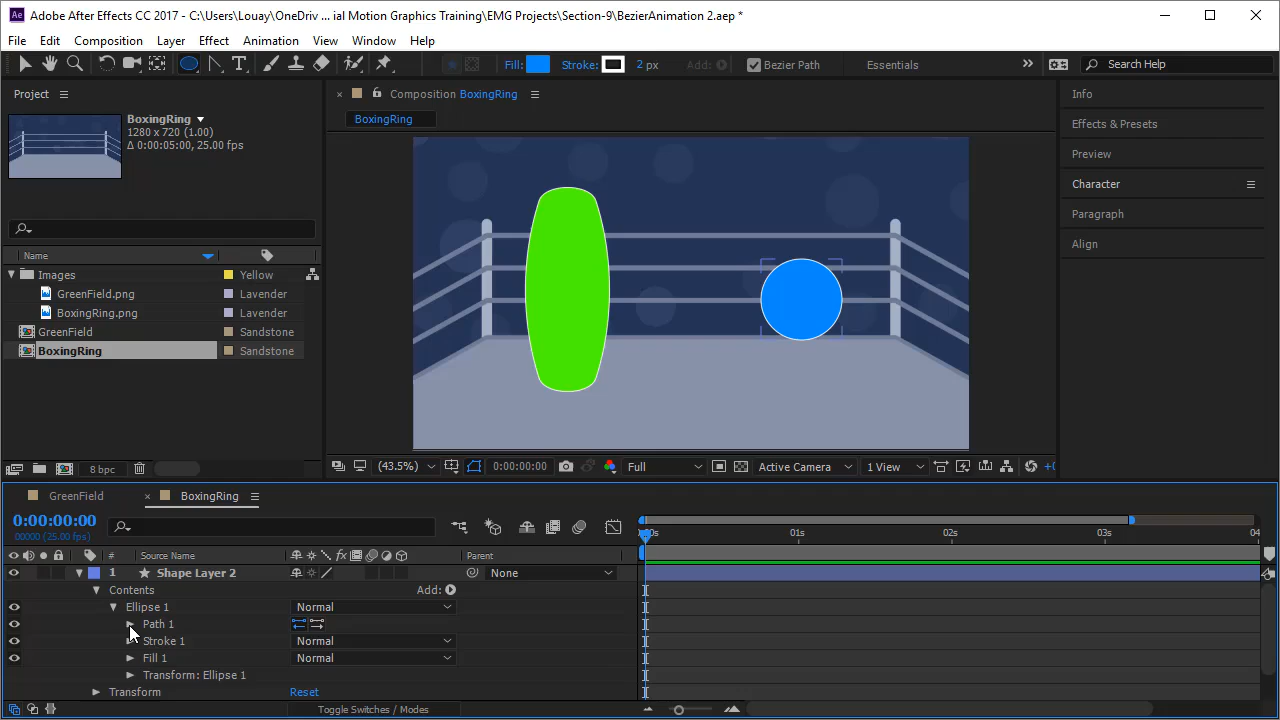 Adobe After Effects CC 2017 - C:\Users\Louay\OneDriv ... ial Motion Graphics Training\EMG Projects\Section-9\BezierAnimation 2.aep *
File Edit Composition Layer Effect Animation View Window Help
Fill: Stroke: 2 px Add: Bezier Path Essentials Search Help
Project
BoxingRing
1280 x 720 (1.00)
Δ 0:00:05:00, 25.00 fps
Name
Images Yellow
GreenField.png Lavender
BoxingRing.png Lavender
GreenField Sandstone
BoxingRing Sandstone
8 bpc
Composition BoxingRing
BoxingRing
(43.5%) 0:00:00:00 Full Active Camera 1 View +0
Info
Effects & Presets
Preview
Character
Paragraph
Align
GreenField BoxingRing
0:00:00:00
00000 (25.00 fps)
# Source Name Parent
:00s 01s 02s 03s 04
1 Shape Layer 2 None
Contents Add:
Ellipse 1 Normal
Path 1
Stroke 1 Normal
Fill 1 Normal
Transform: Ellipse 1
Transform Reset
Toggle Switches / Modes